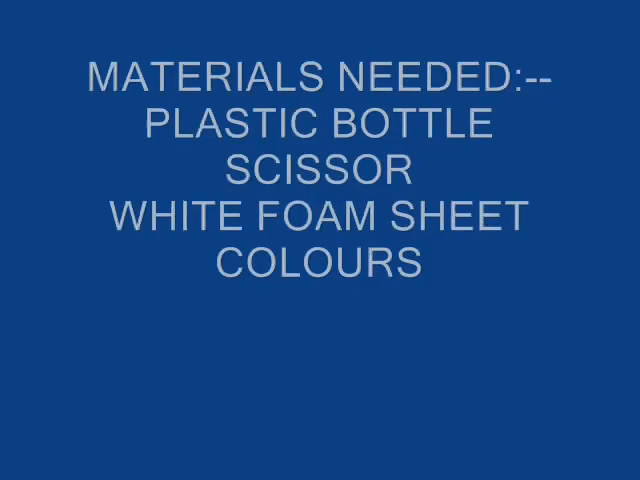 MATERIALS NEEDED:--
PLASTIC BOTTLE
SCISSOR
WHITE FOAM SHEET
COLOURS